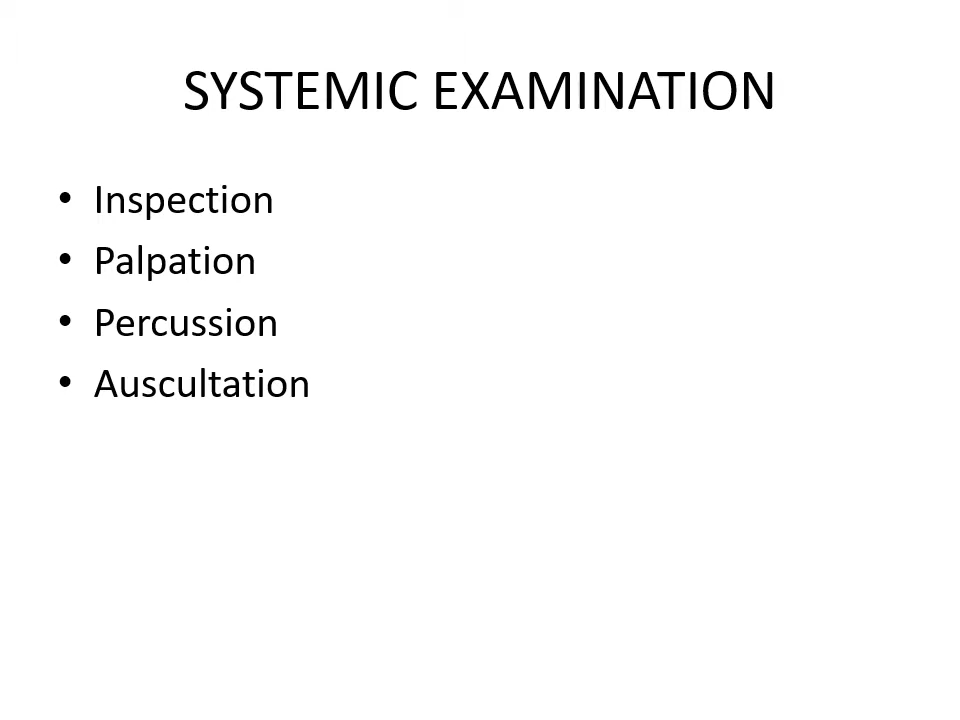 SYSTEMIC EXAMINATION
• Inspection
• Palpation
• Percussion
• Auscultation